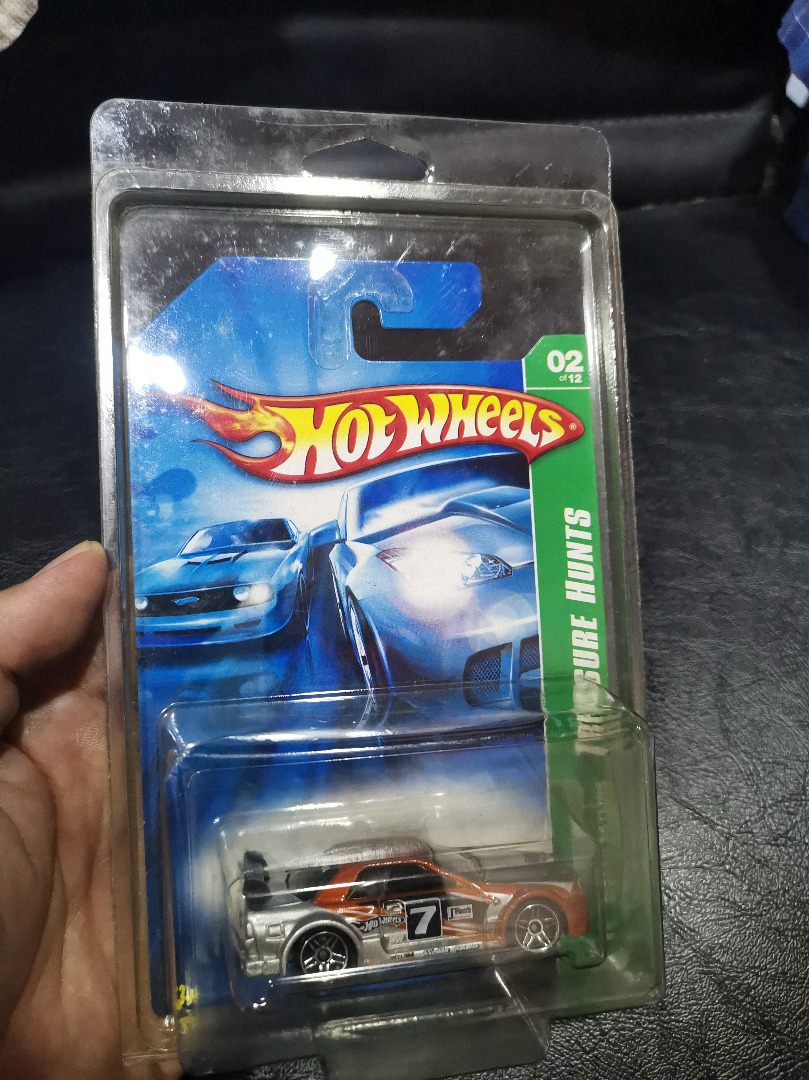 02
of 12
HOT WHEELS®
SURE HUNTS
7